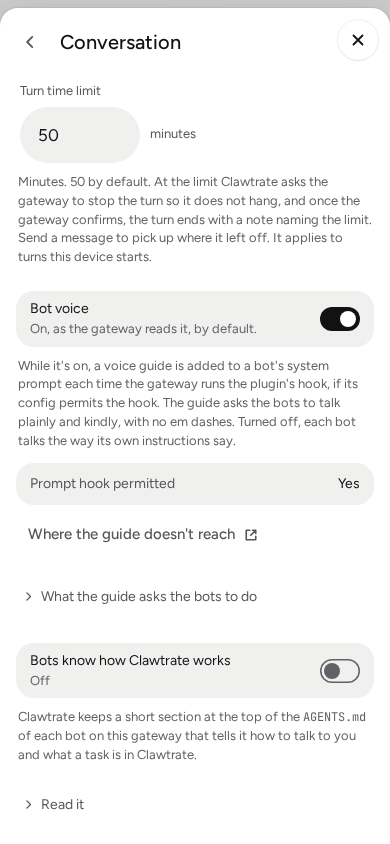 Conversation
Turn time limit
50 minutes
Minutes. 50 by default. At the limit Clawtrate asks the
gateway to stop the turn so it does not hang, and once the
gateway confirms, the turn ends with a note naming the limit.
Send a message to pick up where it left off. It applies to
turns this device starts.
Bot voice
On, as the gateway reads it, by default.
While it's on, a voice guide is added to a bot's system
prompt each time the gateway runs the plugin's hook, if its
config permits the hook. The guide asks the bots to talk
plainly and kindly, with no em dashes. Turned off, each bot
talks the way its own instructions say.
Prompt hook permitted Yes
Where the guide doesn't reach
What the guide asks the bots to do
Bots know how Clawtrate works
Off
Clawtrate keeps a short section at the top of the AGENTS.md
of each bot on this gateway that tells it how to talk to you
and what a task is in Clawtrate.
Read it